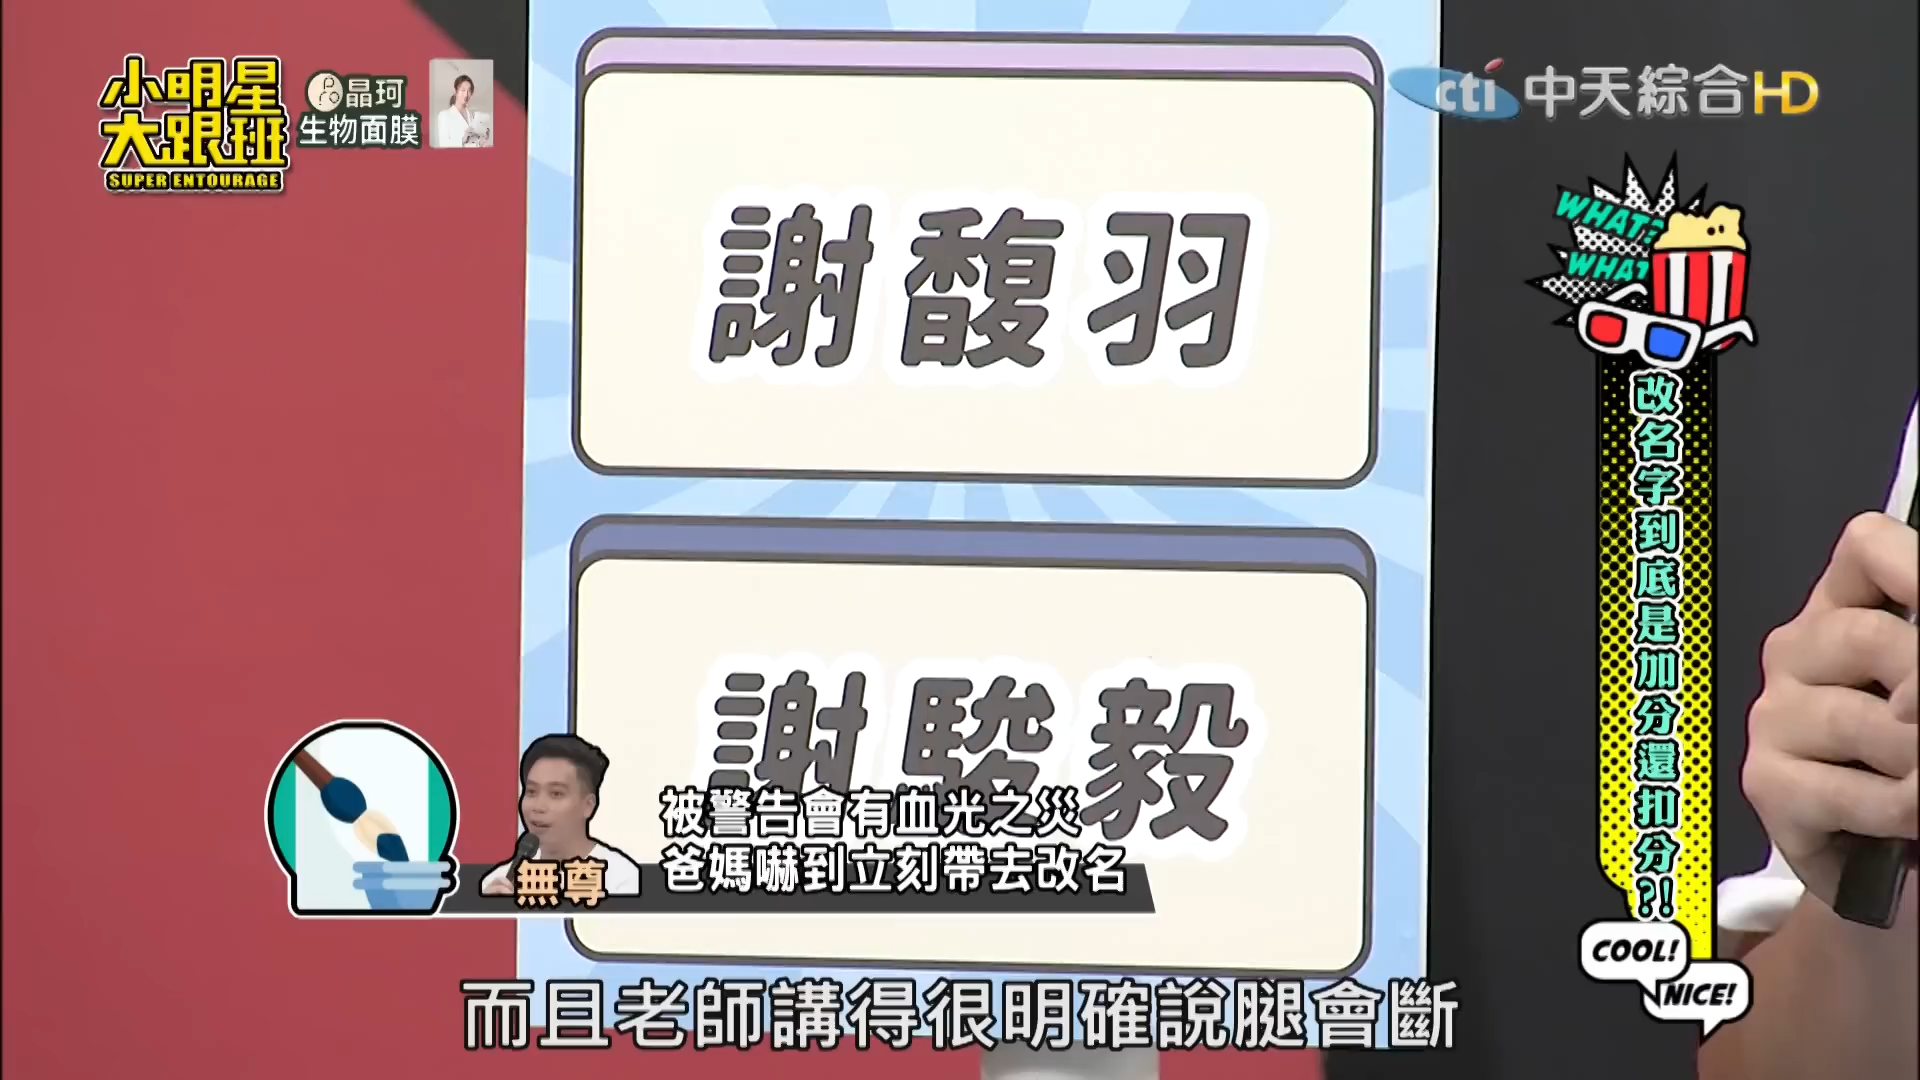 小明星
大跟班
SUPER ENTOURAGE
晶珂
生物面膜
cti 中天綜合HD
謝馥羽
謝駿毅
WHAT?
WHAT
改名字到底是加分還扣分?!
COOL!
NICE!
無尊
被警告會有血光之災
爸媽嚇到立刻帶去改名
而且老師講得很明確說腿會斷